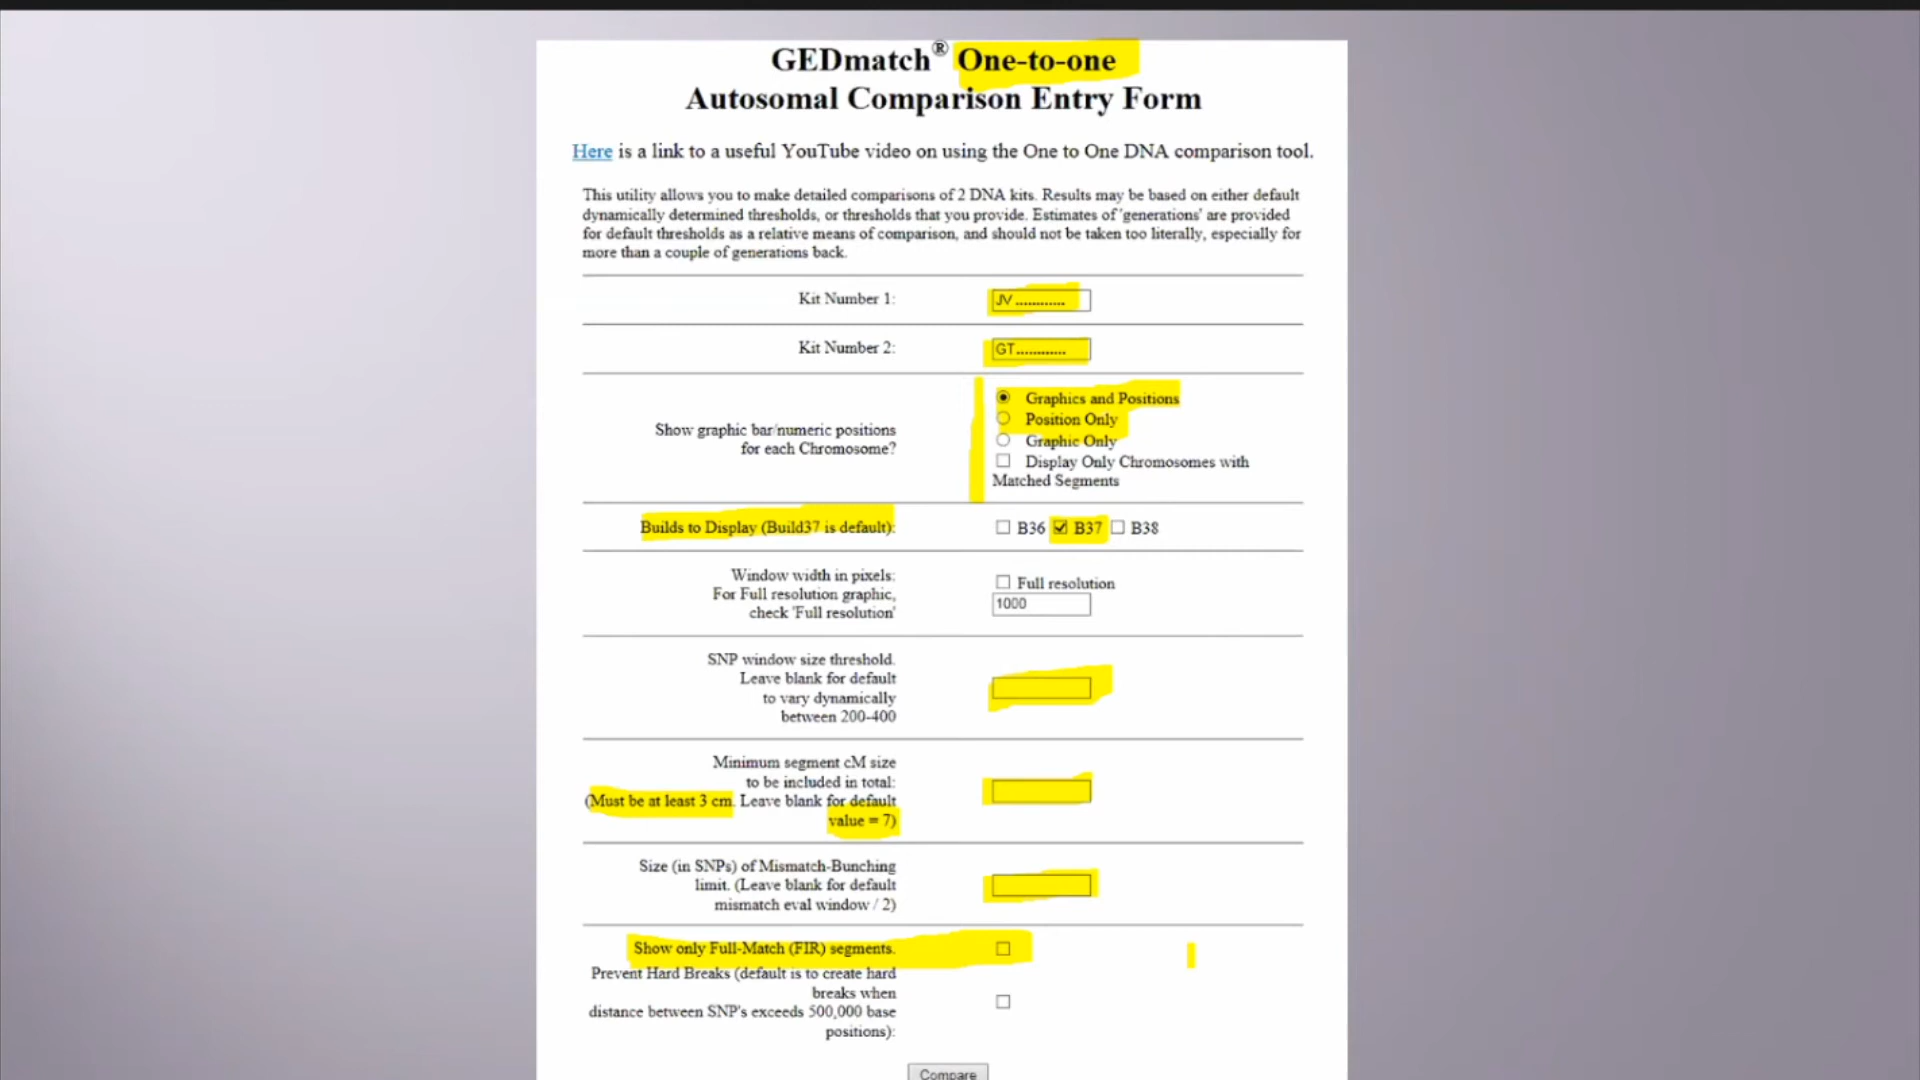 GEDmatch® One-to-one
Autosomal Comparison Entry Form
Here is a link to a useful YouTube video on using the One to One DNA comparison tool.
This utility allows you to make detailed comparisons of 2 DNA kits. Results may be based on either default
dynamically determined thresholds, or thresholds that you provide. Estimates of 'generations' are provided
for default thresholds as a relative means of comparison, and should not be taken too literally, especially for
more than a couple of generations back.
Kit Number 1: JV ............
Kit Number 2: GT............
Show graphic bar/numeric positions
for each Chromosome?
Graphics and Positions
Position Only
Graphic Only
Display Only Chromosomes with
Matched Segments
Builds to Display (Build37 is default): B36 B37 B38
Window width in pixels:
For Full resolution graphic,
check 'Full resolution'
Full resolution
1000
SNP window size threshold.
Leave blank for default
to vary dynamically
between 200-400
Minimum segment cM size
to be included in total:
(Must be at least 3 cm. Leave blank for default
value = 7)
Size (in SNPs) of Mismatch-Bunching
limit. (Leave blank for default
mismatch eval window / 2)
Show only Full-Match (FIR) segments.
Prevent Hard Breaks (default is to create hard
breaks when
distance between SNP's exceeds 500,000 base
positions):
Compare